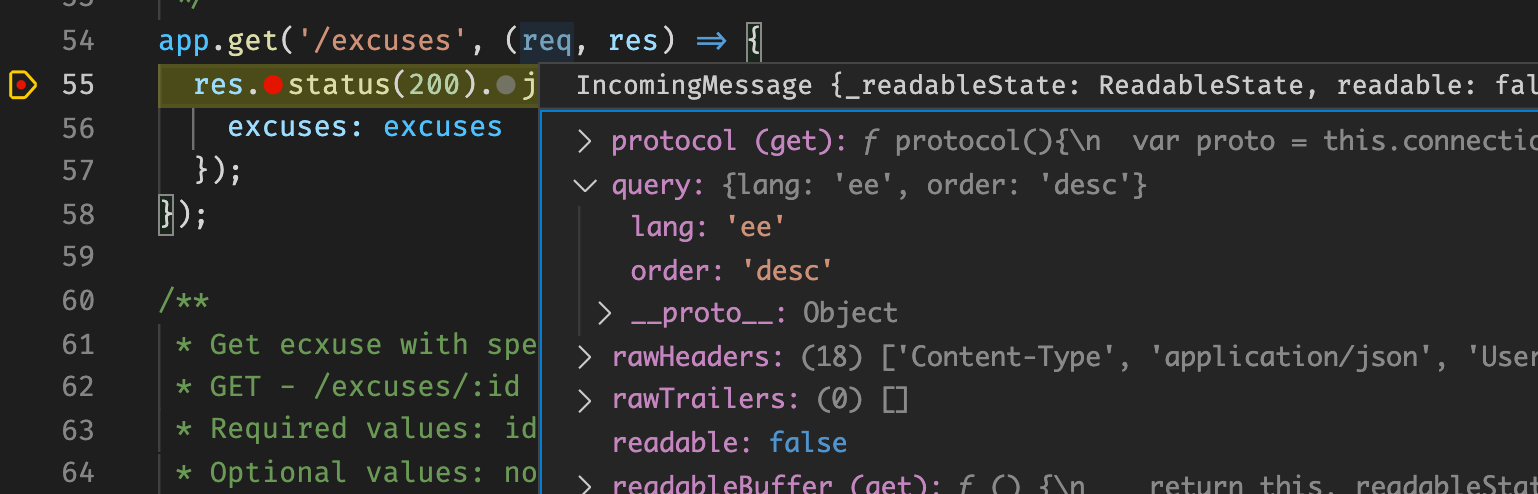 53 */
54 app.get('/excuses', (req, res) => {
55 res.status(200).j
IncomingMessage {_readableState: ReadableState, readable: fal
56 excuses: excuses
57 });
58 });
59
60 /**
61 * Get ecxuse with spe
62 * GET - /excuses/:id
63 * Required values: id
64 * Optional values: no
protocol (get): ƒ protocol(){\n  var proto = this.connectio
query: {lang: 'ee', order: 'desc'}
lang: 'ee'
order: 'desc'
__proto__: Object
rawHeaders: (18) ['Content-Type', 'application/json', 'User
rawTrailers: (0) []
readable: false
readableBuffer (get): ƒ () {\n    return this._readableStat